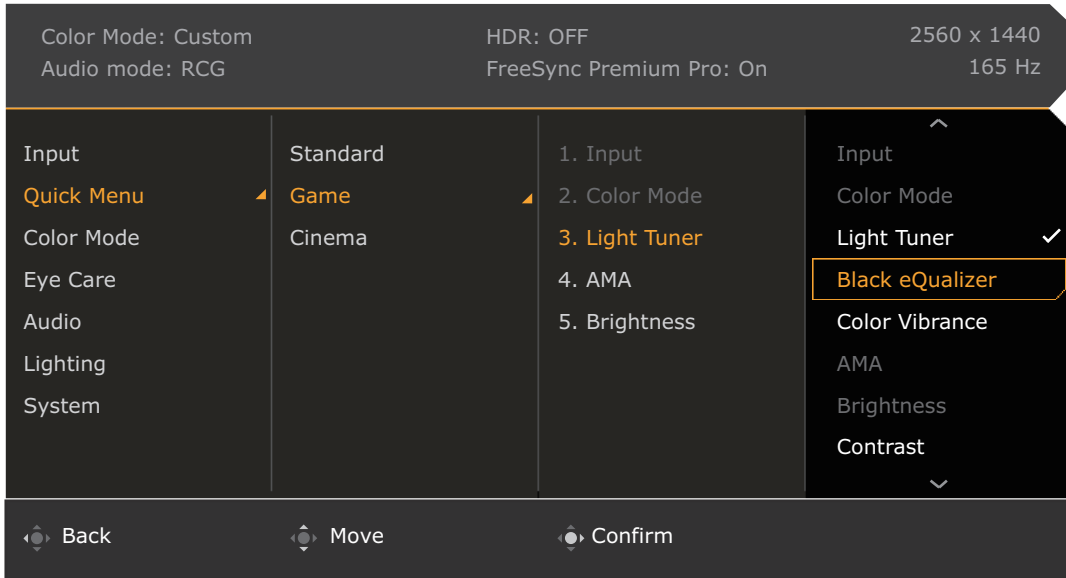 Color Mode: Custom
HDR: OFF
2560 x 1440
Audio mode: RCG
FreeSync Premium Pro: On
165 Hz
Input
Quick Menu
Color Mode
Eye Care
Audio
Lighting
System
Standard
Game
Cinema
1. Input
2. Color Mode
3. Light Tuner
4. AMA
5. Brightness
Input
Color Mode
Light Tuner
Black eQualizer
Color Vibrance
AMA
Brightness
Contrast
Back
Move
Confirm